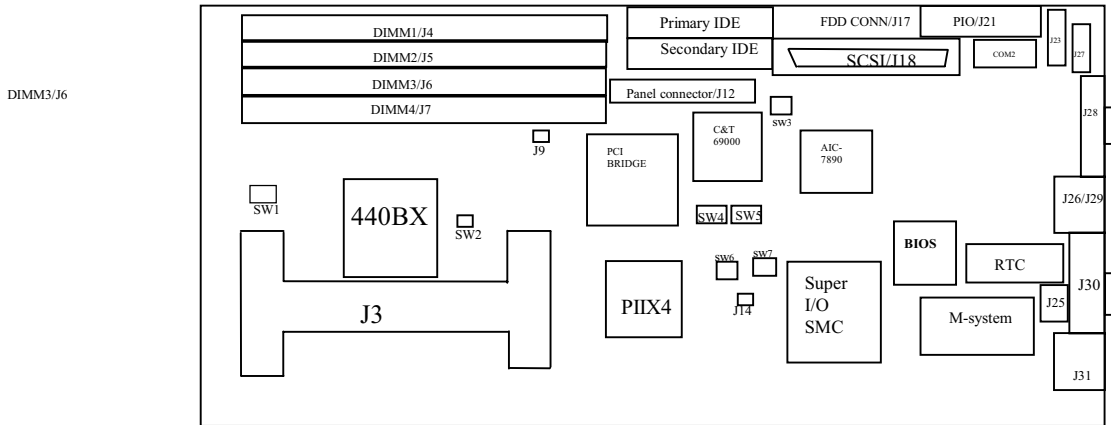 DIMM3/J6
DIMM1/J4
DIMM2/J5
DIMM3/J6
DIMM4/J7
Primary IDE
Secondary IDE
FDD CONN/J17
PIO/J21
J23
J27
SCSI/J18
COM2
Panel connector/J12
sw3
J28
J9
PCI
BRIDGE
C&T
69000
AIC-
7890
SW1
440BX
SW2
SW4
SW5
J26/J29
BIOS
RTC
sw6
sw7
J3
PIIX4
J14
Super
I/O
SMC
M-system
J25
J30
J31